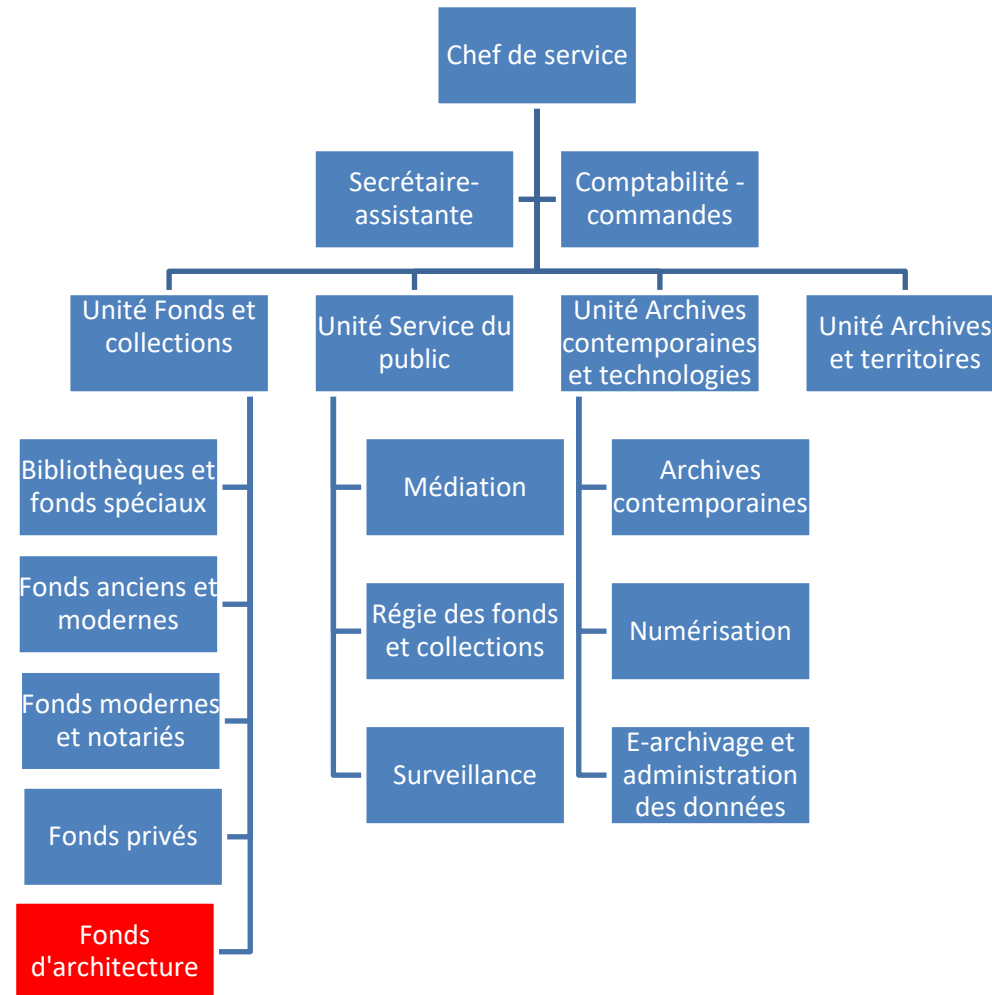 Chef de service
Secrétaire-
assistante
Comptabilité -
commandes
Unité Fonds et
collections
Unité Service du
public
Unité Archives
contemporaines
et technologies
Unité Archives
et territoires
Bibliothèques et
fonds spéciaux
Fonds anciens et
modernes
Fonds modernes
et notariés
Fonds privés
Fonds
d'architecture
Médiation
Régie des fonds
et collections
Surveillance
Archives
contemporaines
Numérisation
E-archivage et
administration
des données